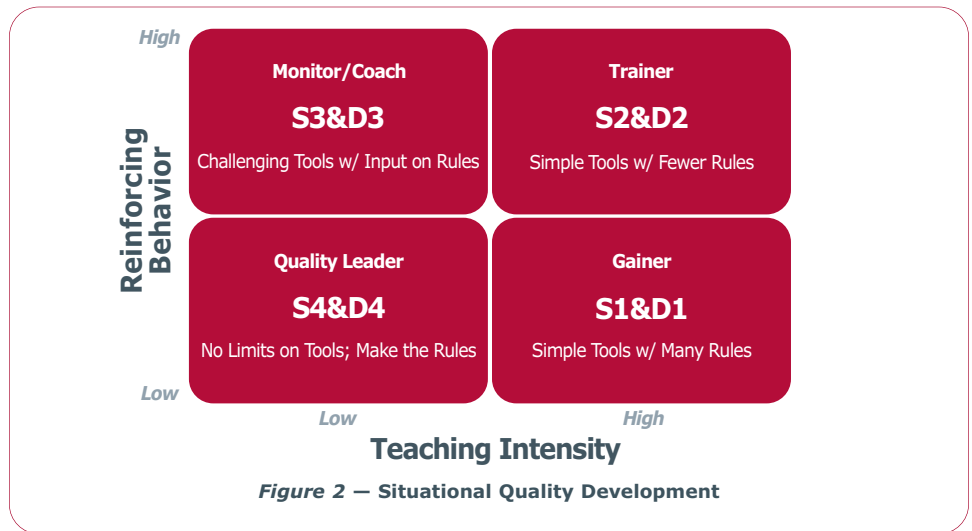 High
Monitor/Coach
S3&D3
Challenging Tools w/ Input on Rules
Trainer
S2&D2
Simple Tools w/ Fewer Rules
Reinforcing
Behavior
Quality Leader
S4&D4
No Limits on Tools; Make the Rules
Gainer
S1&D1
Simple Tools w/ Many Rules
Low
Low
High
Teaching Intensity
Figure 2 — Situational Quality Development